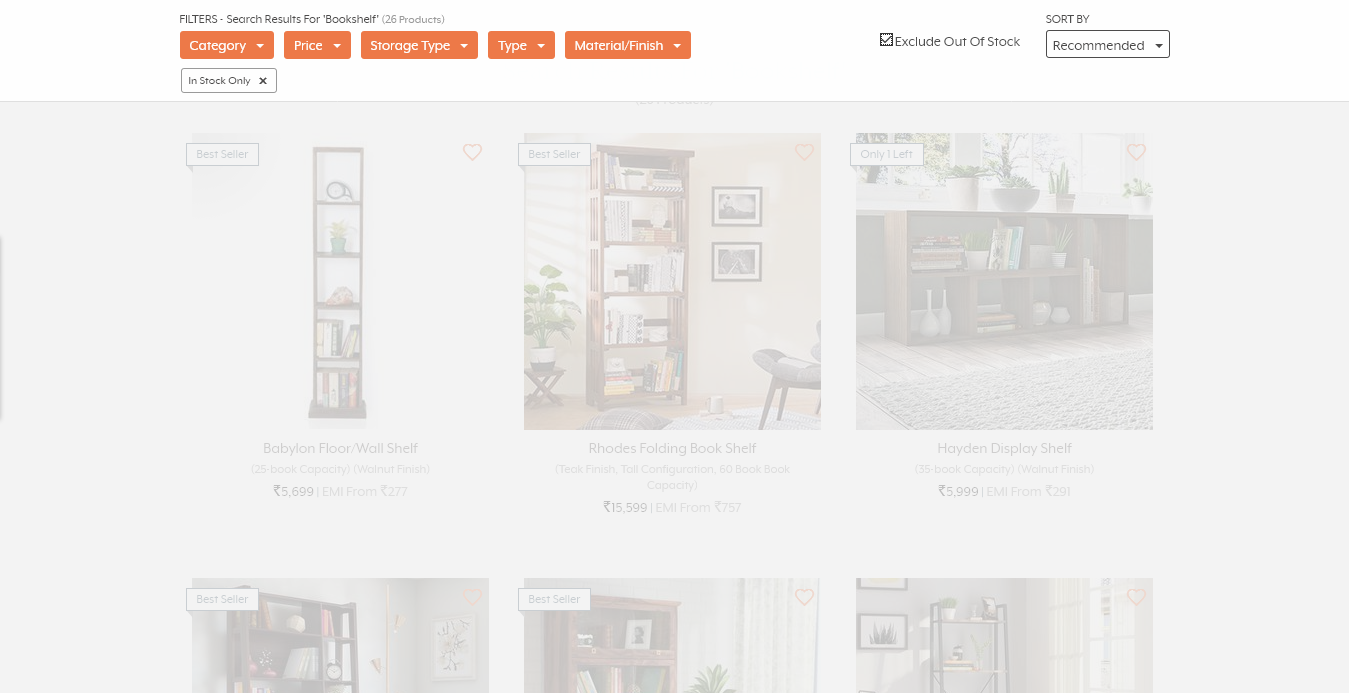 FILTERS - Search Results For 'Bookshelf' (26 Products)
SORT BY
Category
Price
Storage Type
Type
Material/Finish
Exclude Out Of Stock
Recommended
In Stock Only ×
Best Seller
Best Seller
Only 1 Left
Babylon Floor/Wall Shelf
(25-book Capacity) (Walnut Finish)
₹5,699 | EMI From ₹277
Rhodes Folding Book Shelf
(Teak Finish, Tall Configuration, 60 Book Book
Capacity)
₹15,599 | EMI From ₹757
Hayden Display Shelf
(35-book Capacity) (Walnut Finish)
₹5,999 | EMI From ₹291
Best Seller
Best Seller